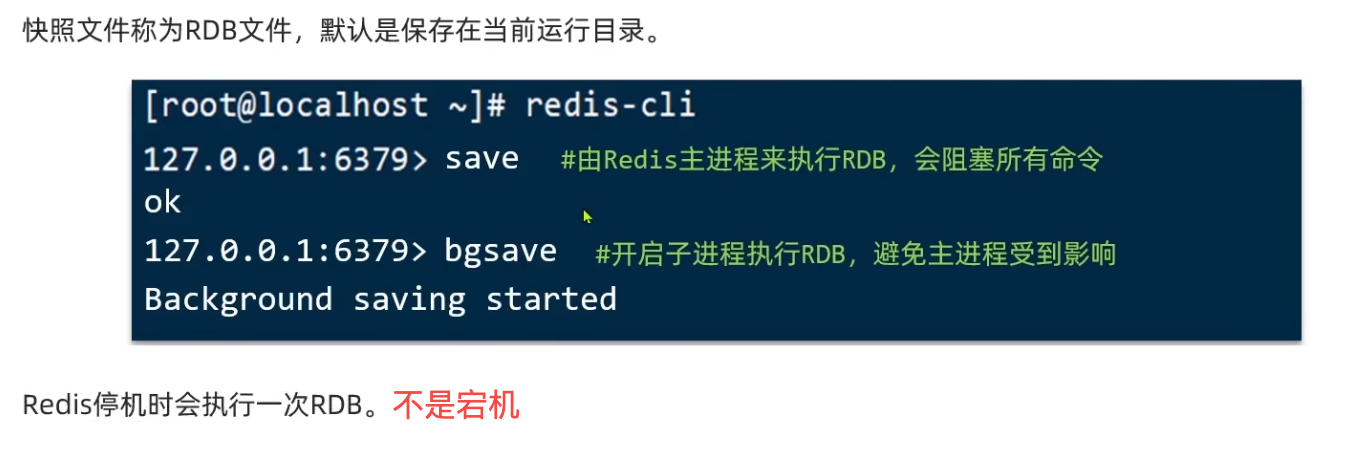 快照文件称为RDB文件，默认是保存在当前运行目录。
[root@localhost ~]# redis-cli
127.0.0.1:6379> save #由Redis主进程来执行RDB，会阻塞所有命令
ok
127.0.0.1:6379> bgsave #开启子进程执行RDB，避免主进程受到影响
Background saving started
Redis停机时会执行一次RDB。不是宕机